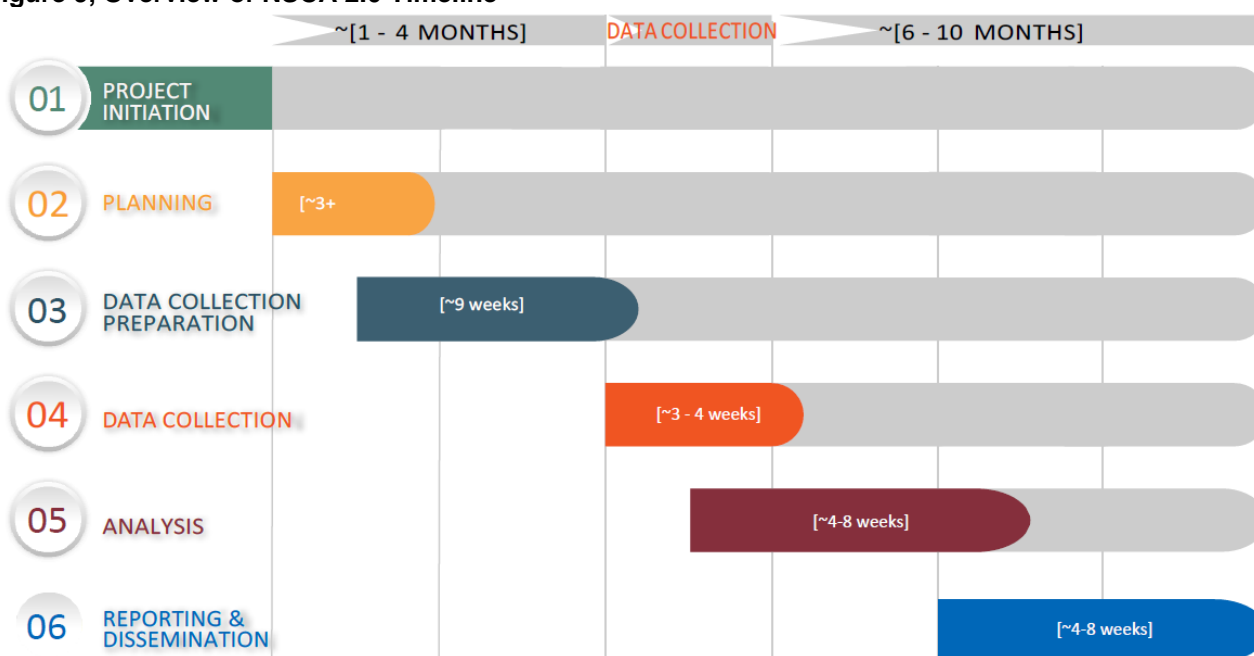 ~[1 - 4 MONTHS] DATA COLLECTION ~[6 - 10 MONTHS]
01 PROJECT
INITIATION
02 PLANNING [~3+
03 DATA COLLECTION
PREPARATION [~9 weeks]
04 DATA COLLECTION [~3 - 4 weeks]
05 ANALYSIS [~4-8 weeks]
06 REPORTING &
DISSEMINATION [~4-8 weeks]